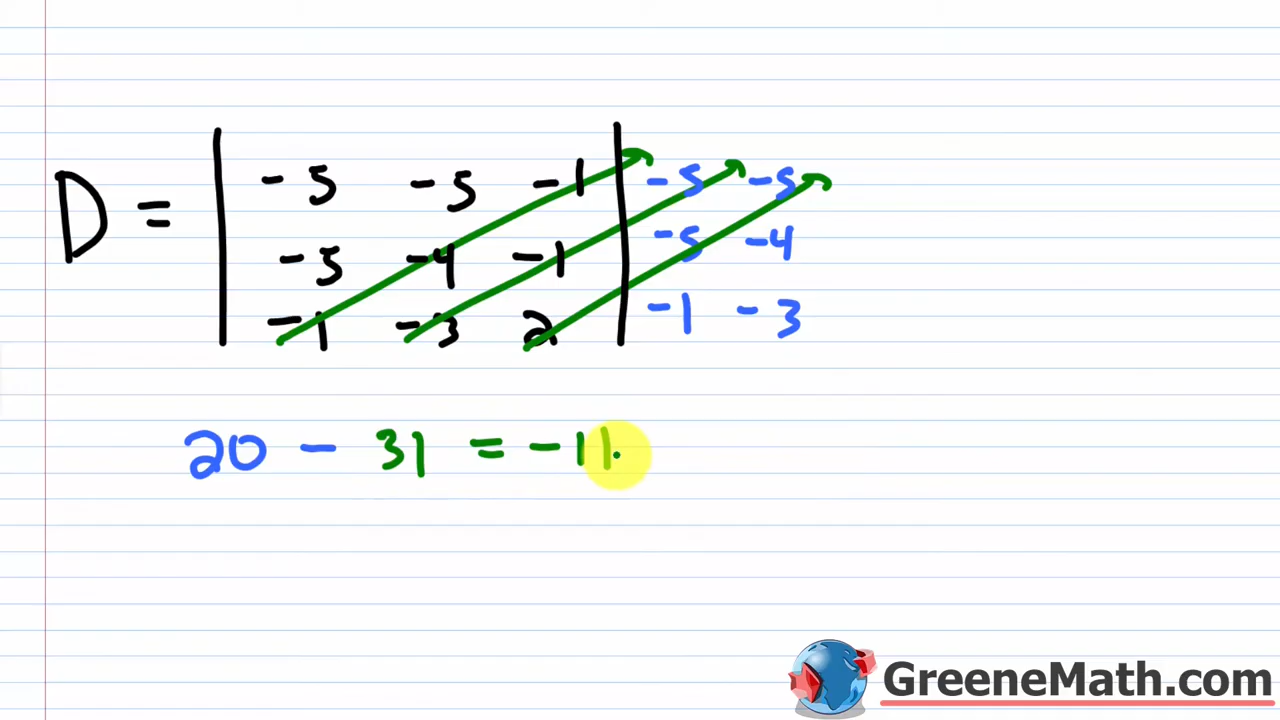 -5 -5 -1 -5 -5
D = -5 -4 -1 -5 -4
-1 -3 2 -1 -3
20 - 31 = -11.
GreeneMath.com